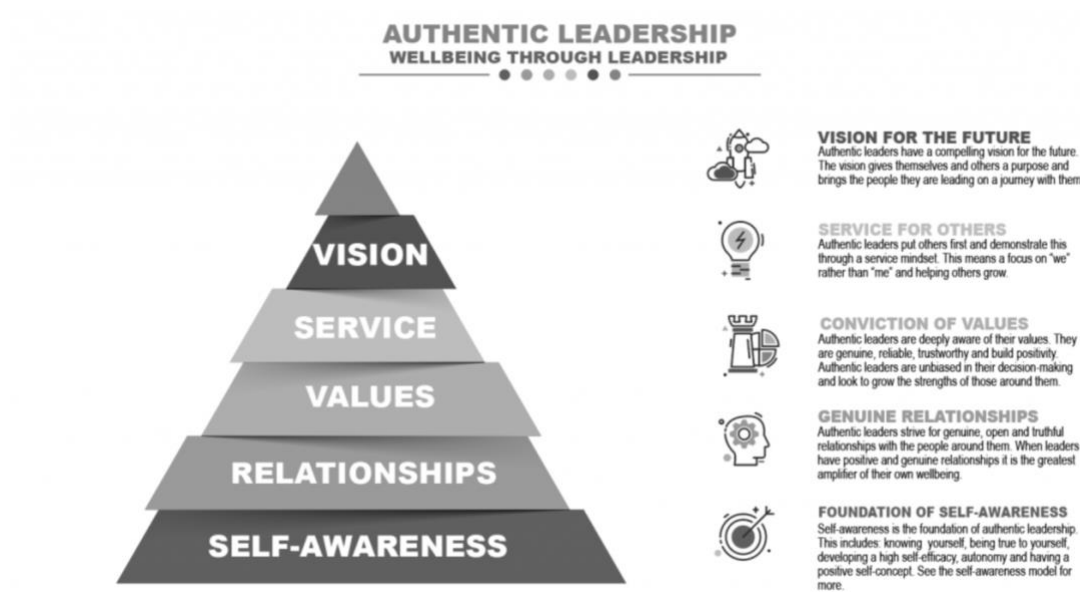 AUTHENTIC LEADERSHIP
WELLBEING THROUGH LEADERSHIP
VISION
SERVICE
VALUES
RELATIONSHIPS
SELF-AWARENESS
VISION FOR THE FUTURE
Authentic leaders have a compelling vision for the future.
The vision gives themselves and others a purpose and
brings the people they are leading on a journey with them
SERVICE FOR OTHERS
Authentic leaders put others first and demonstrate this
through a service mindset. This means a focus on “we”
rather than “me” and helping others grow.
CONVICTION OF VALUES
Authentic leaders are deeply aware of their values. They
are genuine, reliable, trustworthy and build positivity.
Authentic leaders are unbiased in their decision-making
and look to grow the strengths of those around them.
GENUINE RELATIONSHIPS
Authentic leaders strive for genuine, open and truthful
relationships with the people around them. When leaders
have positive and genuine relationships it is the greatest
amplifier of their own wellbeing.
FOUNDATION OF SELF-AWARENESS
Self-awareness is the foundation of authentic leadership.
This includes: knowing yourself, being true to yourself,
developing a high self-efficacy, autonomy and having a
positive self-concept. See the self-awareness model for
more.